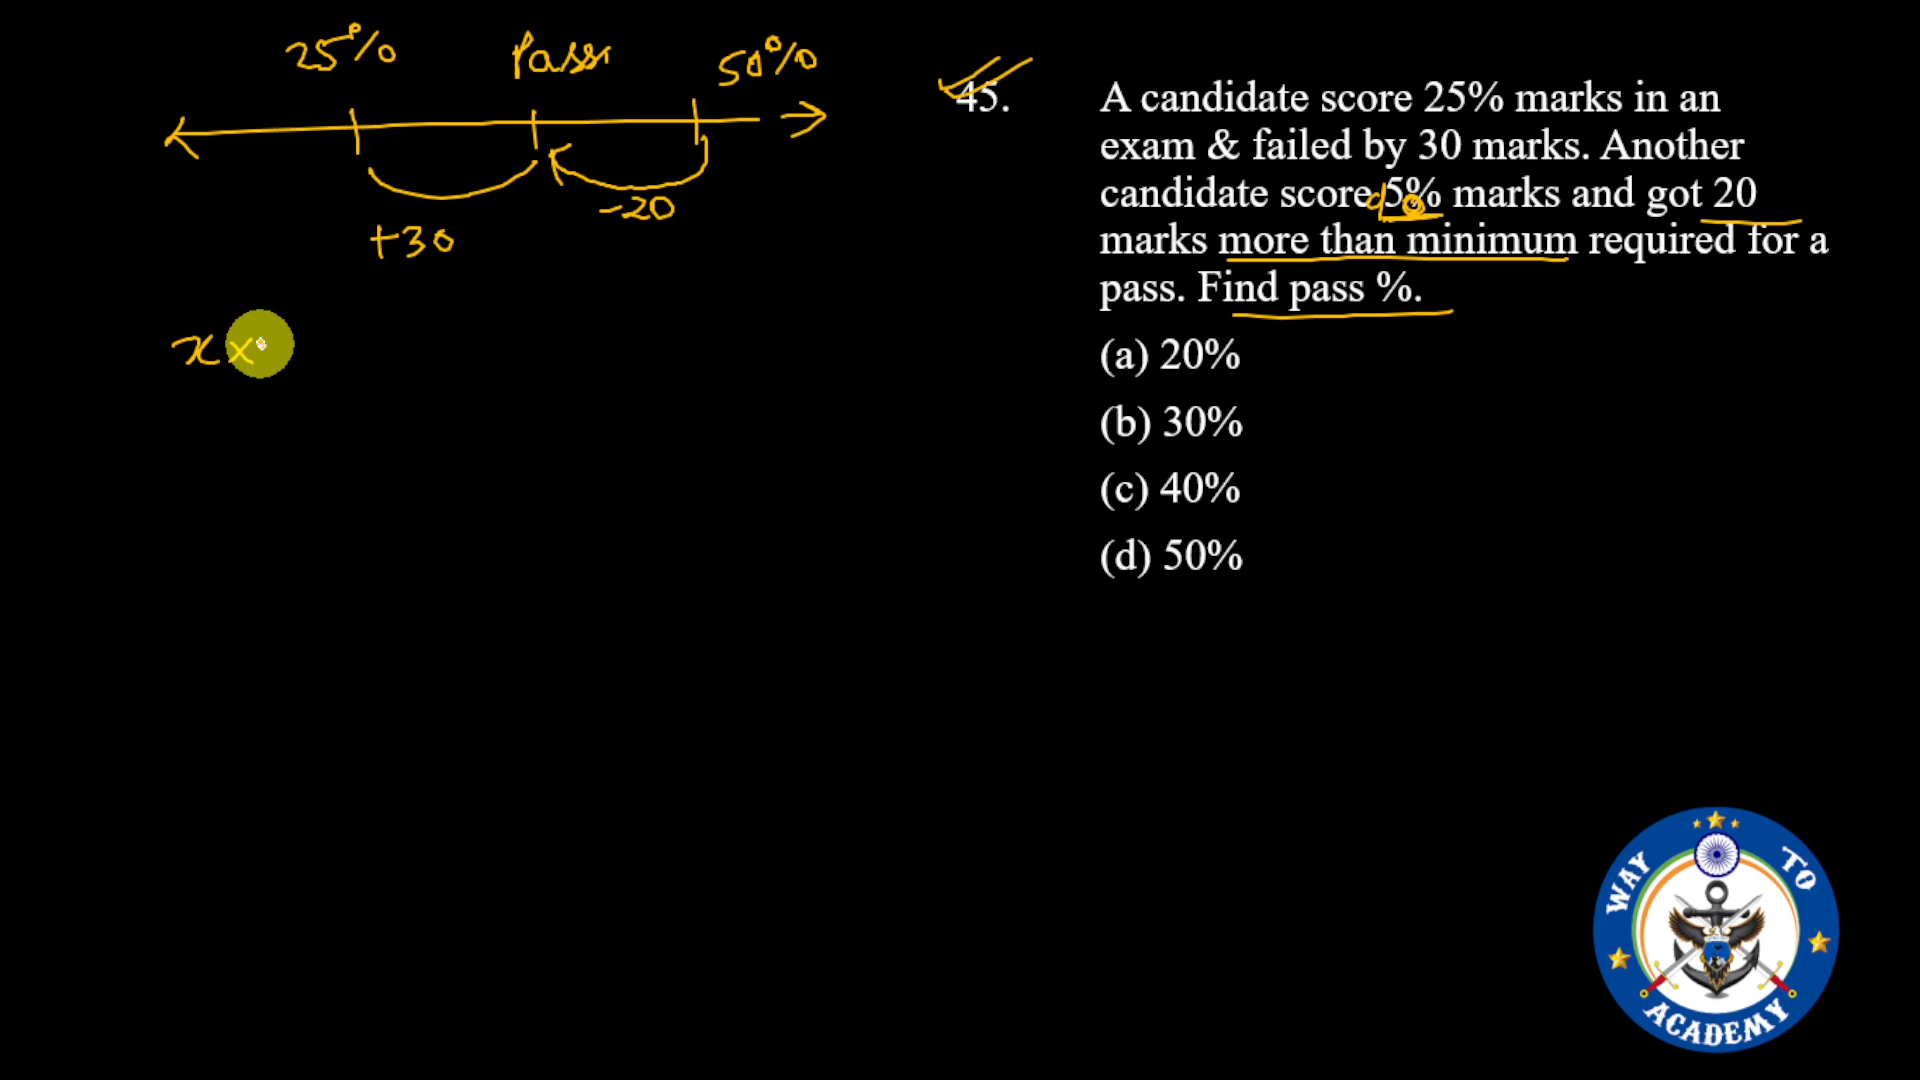 25% Pass 50%
+30 -20
x ×
45. A candidate score 25% marks in an
exam & failed by 30 marks. Another
candidate scored 50% marks and got 20
marks more than minimum required for a
pass. Find pass %.
(a) 20%
(b) 30%
(c) 40%
(d) 50%
WAY TO
ACADEMY